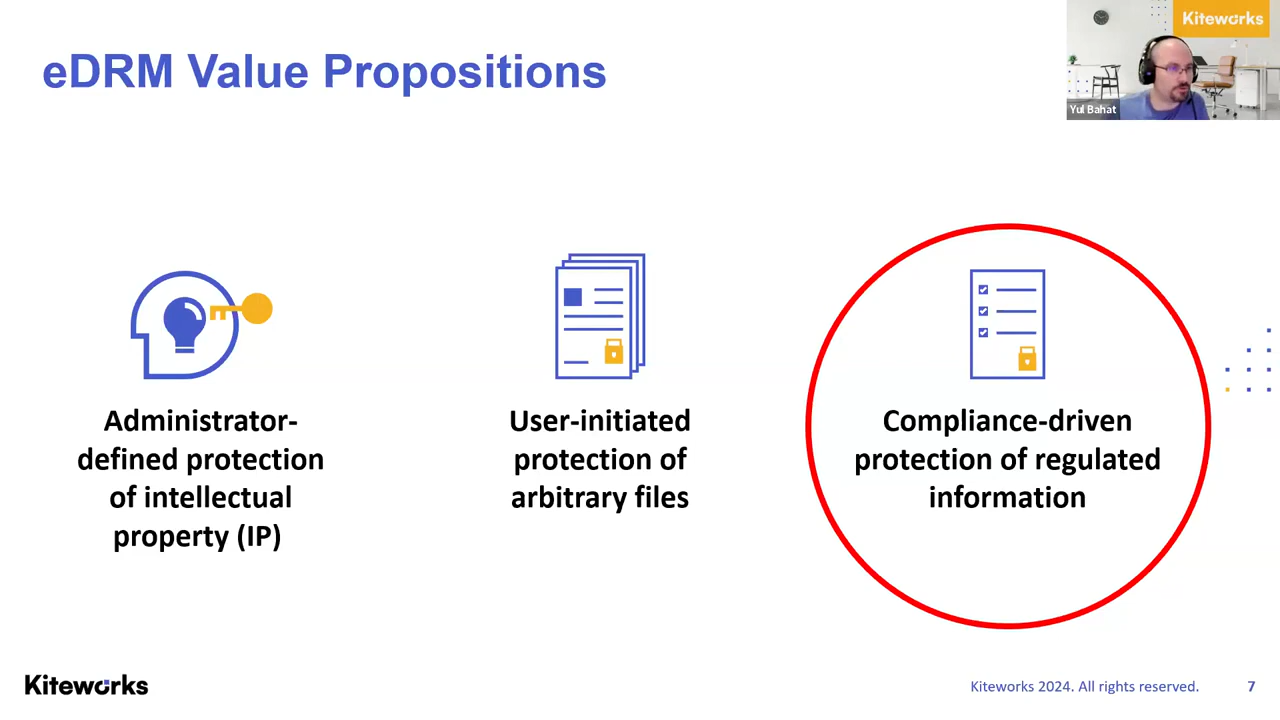 eDRM Value Propositions
Kiteworks
Yul Bahat
Administrator-
defined protection
of intellectual
property (IP)
User-initiated
protection of
arbitrary files
Compliance-driven
protection of regulated
information
Kiteworks
Kiteworks 2024. All rights reserved.
7